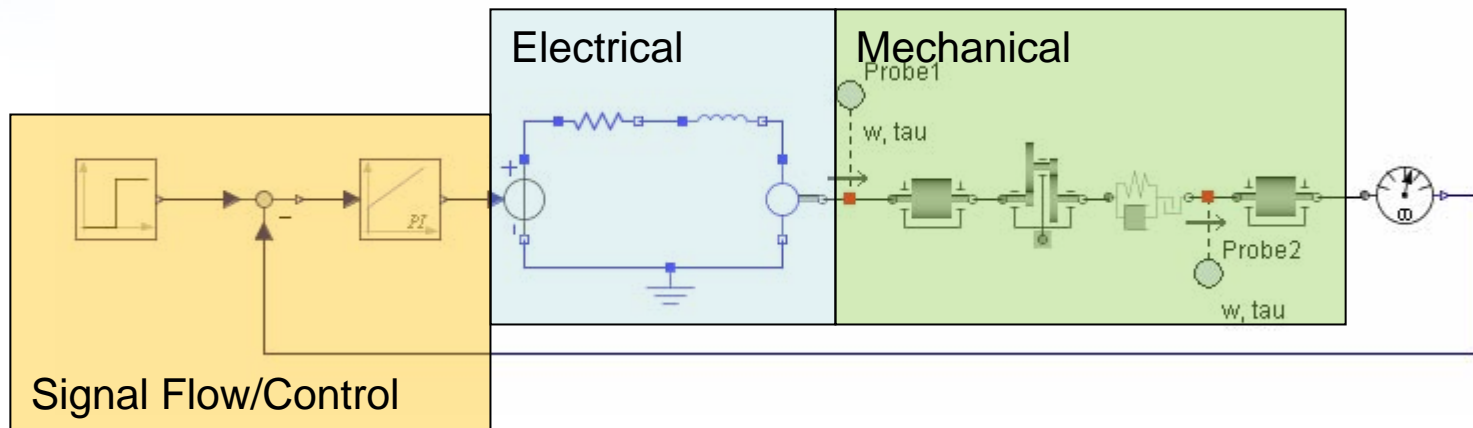 Electrical
Mechanical
Probe1
w, tau
+
−
PI
-
ω
Probe2
w, tau
Signal Flow/Control